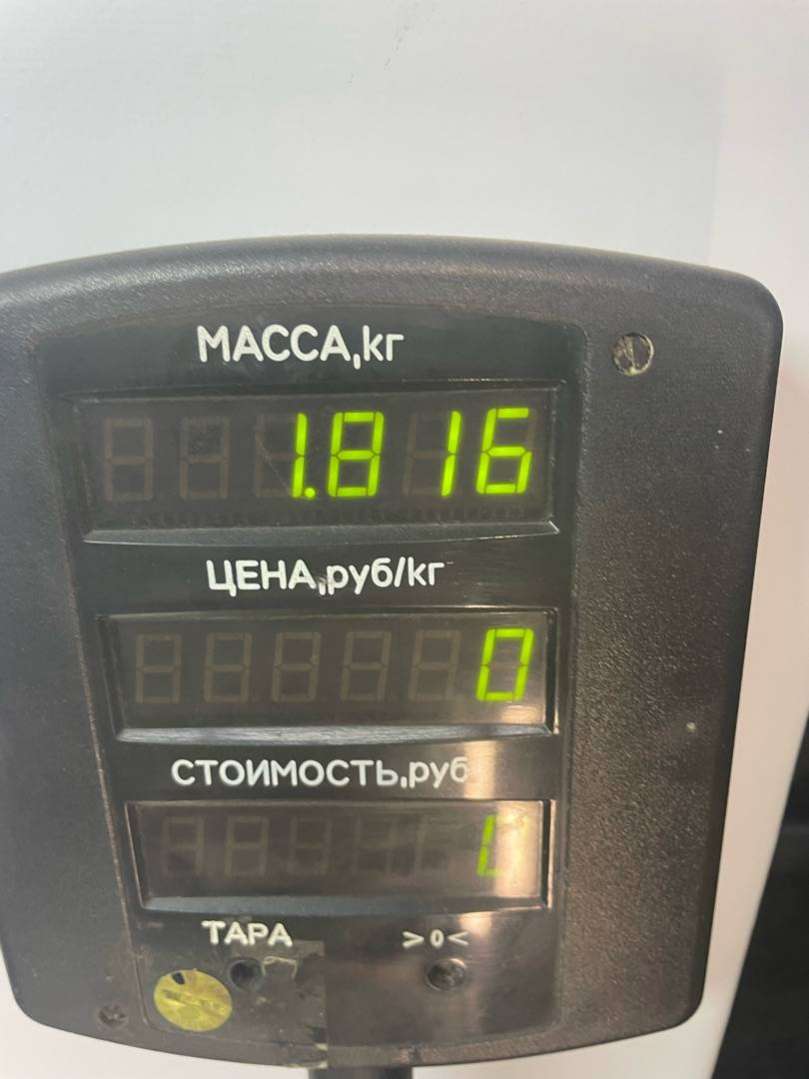 МАССА,кг
1.816
ЦЕНА,руб/кг
0
СТОИМОСТЬ,руб
ТАРА >0<